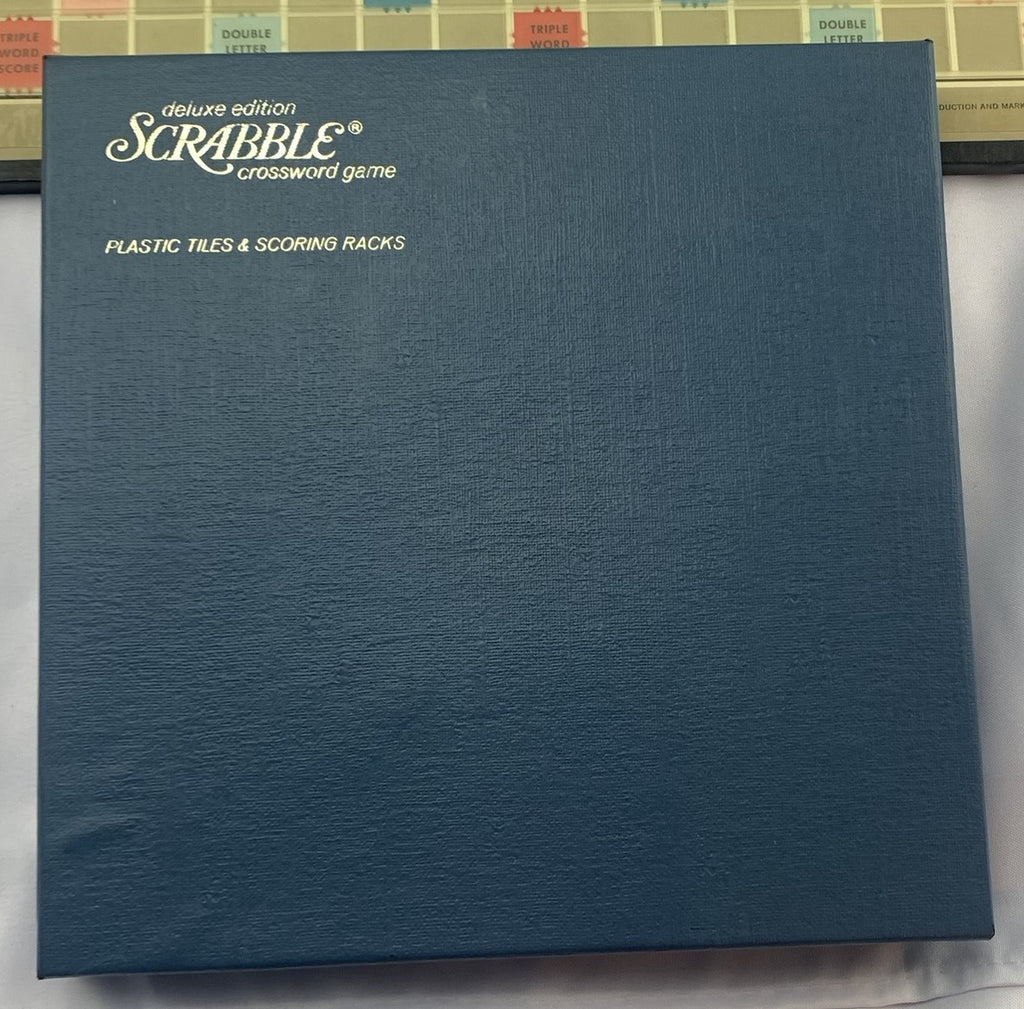 TRIPLE
WORD
SCORE
DOUBLE
LETTER
TRIPLE
WORD
DOUBLE
LETTER
DUCTION AND MARK
deluxe edition
SCRABBLE®
crossword game
PLASTIC TILES & SCORING RACKS